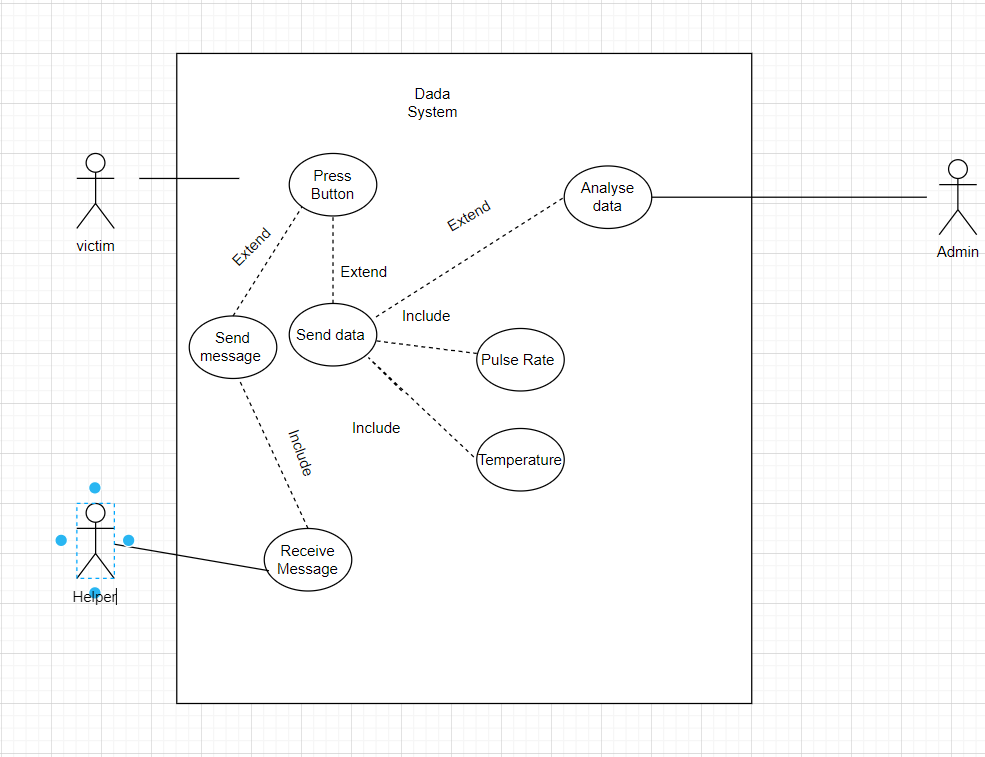 Dada
System
Press
Button
Analyse
data
victim
Admin
Extend
Extend
Extend
Include
Send
message
Send data
Pulse Rate
Include
Include
Temperature
Receive
Message
Helper